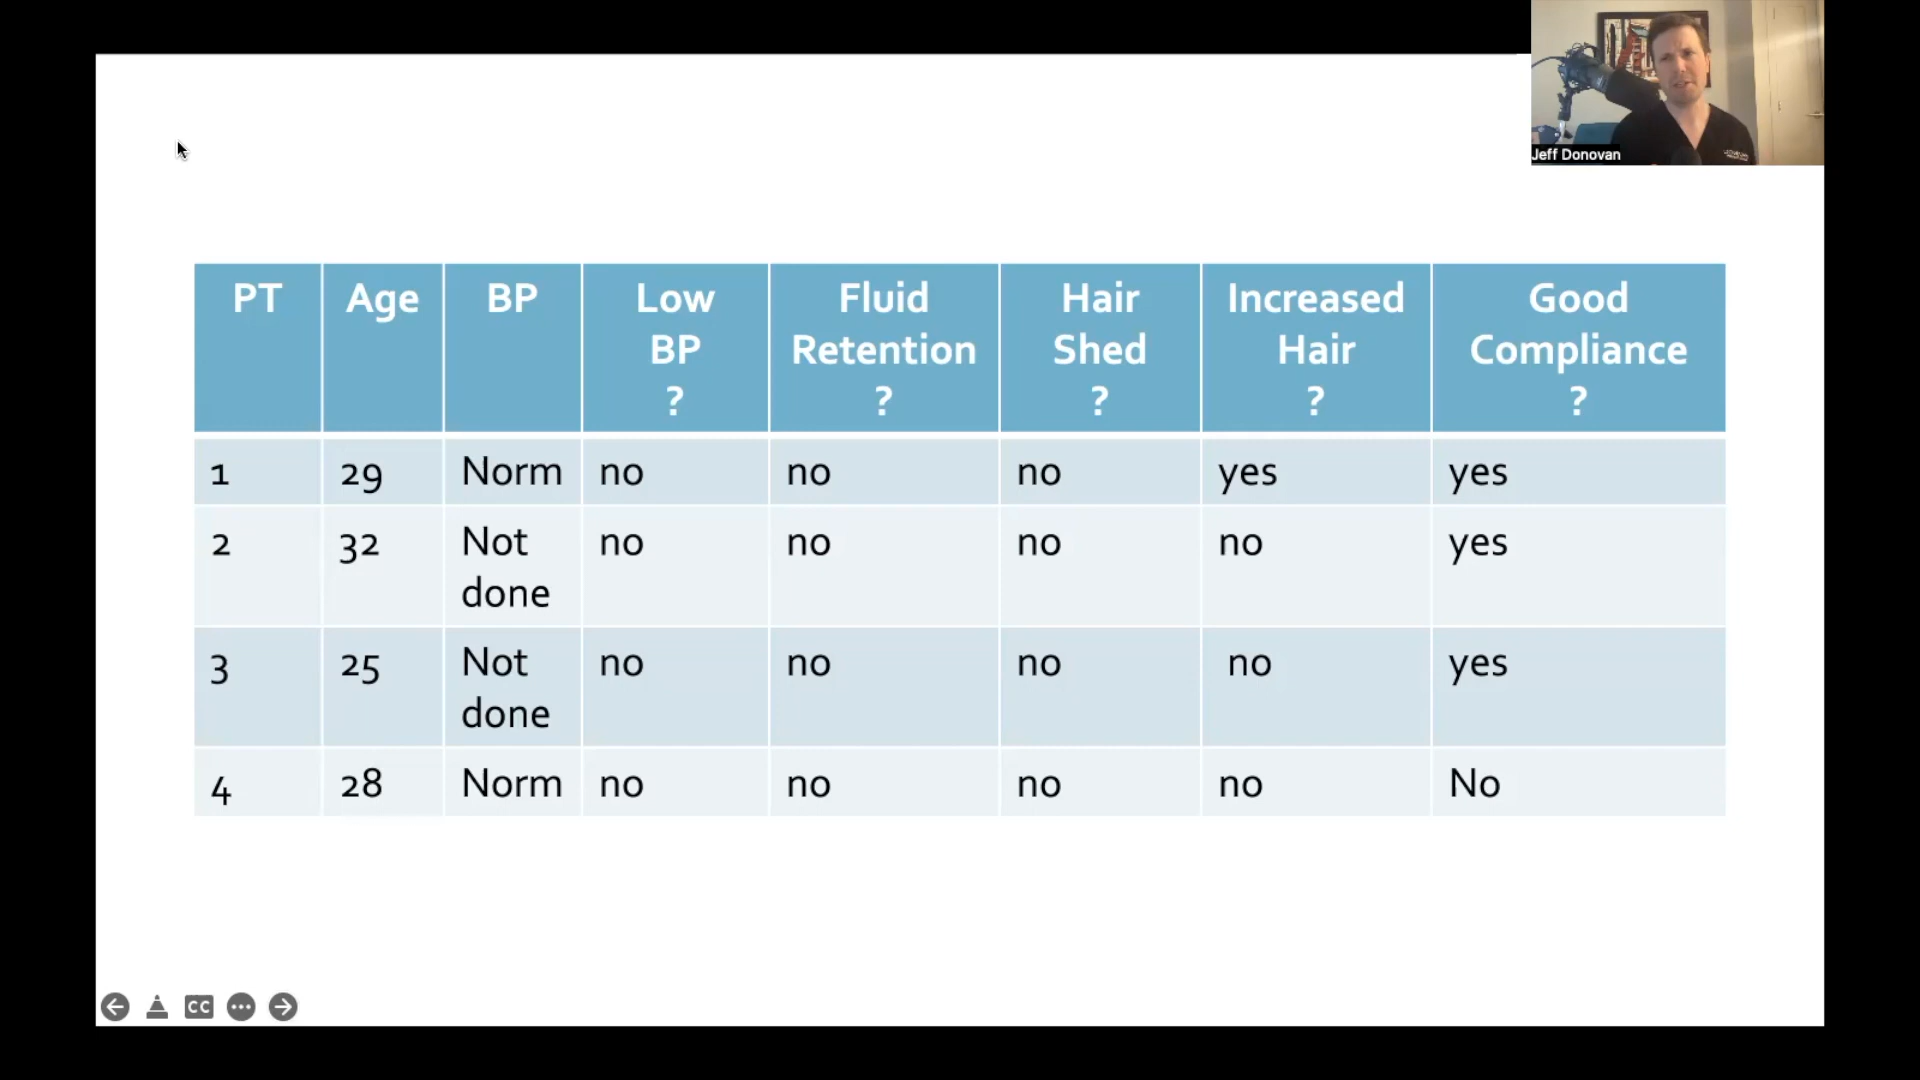 Jeff Donovan
PT Age BP Low BP ? Fluid Retention ? Hair Shed ? Increased Hair ? Good Compliance ?
1 29 Norm no no no yes yes
2 32 Not done no no no no yes
3 25 Not done no no no no yes
4 28 Norm no no no no No
CC